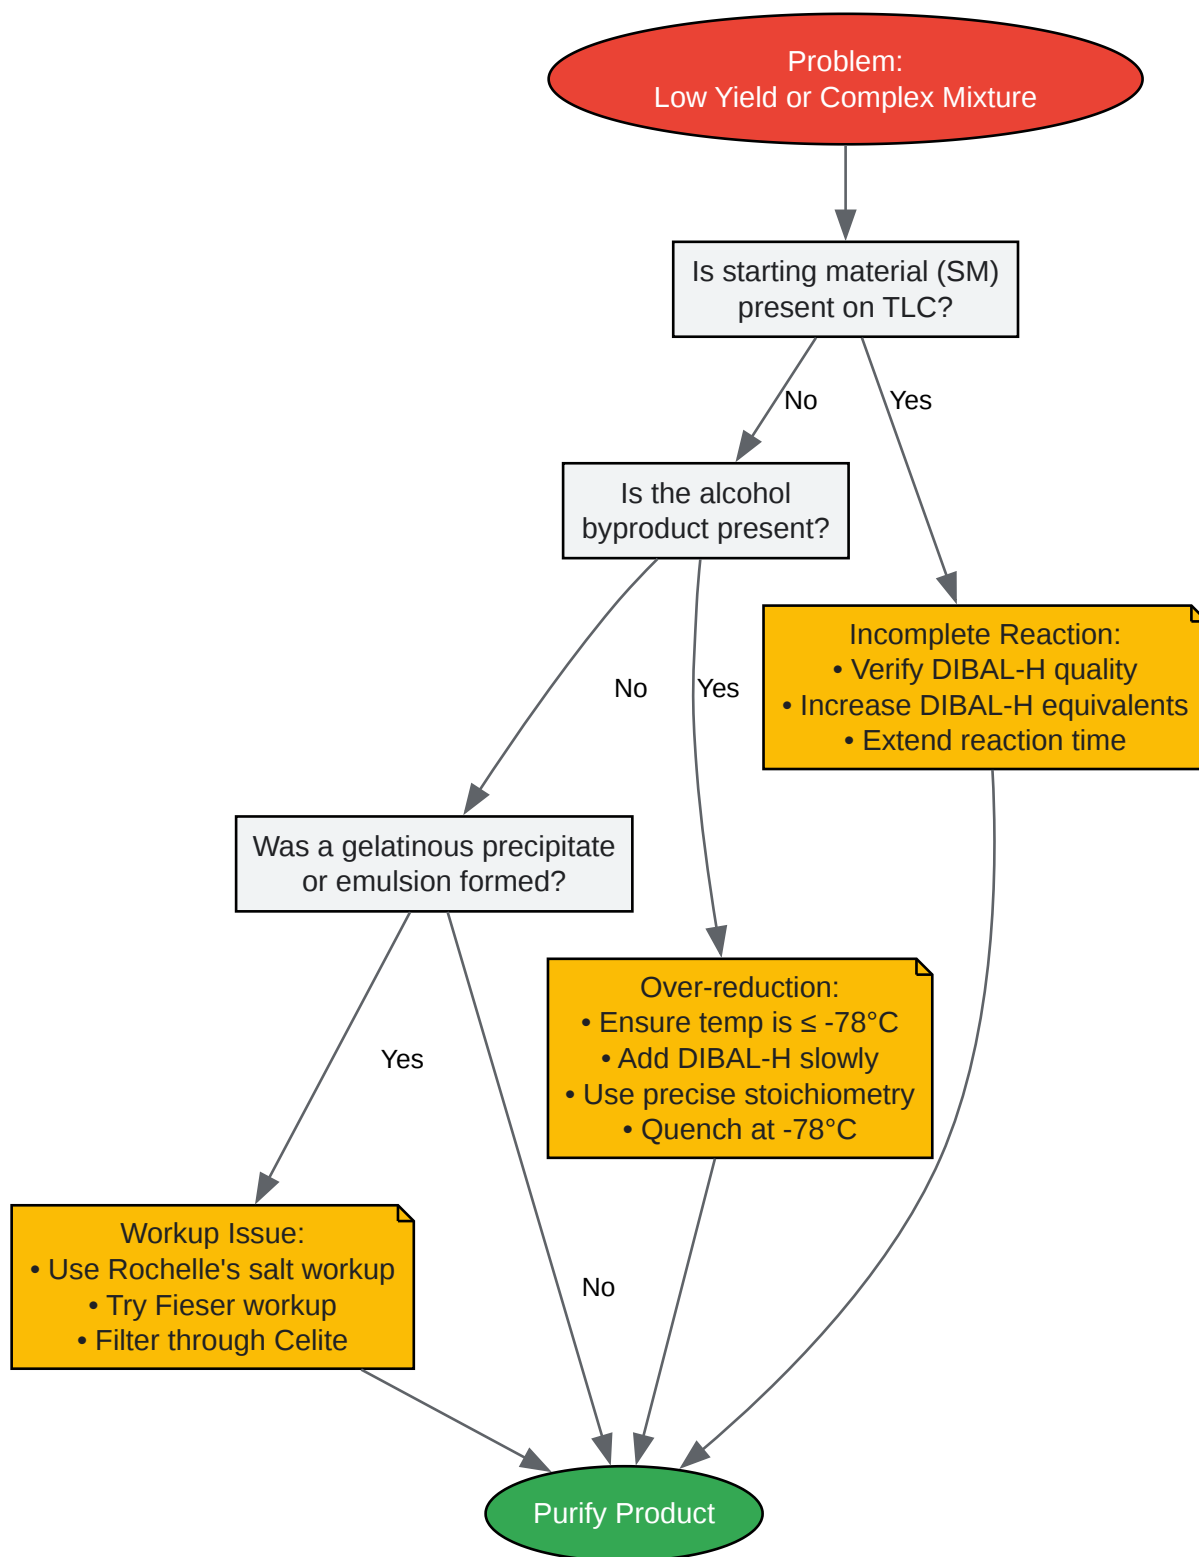 Problem:
Low Yield or Complex Mixture
Is starting material (SM)
present on TLC?
No
Yes
Is the alcohol
byproduct present?
Incomplete Reaction:
• Verify DIBAL-H quality
• Increase DIBAL-H equivalents
• Extend reaction time
No
Yes
Was a gelatinous precipitate
or emulsion formed?
Over-reduction:
• Ensure temp is ≤ -78°C
• Add DIBAL-H slowly
• Use precise stoichiometry
• Quench at -78°C
Yes
No
Workup Issue:
• Use Rochelle's salt workup
• Try Fieser workup
• Filter through Celite
Purify Product